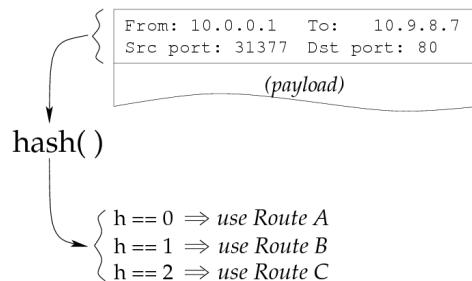 From: 10.0.0.1 To: 10.9.8.7
Src port: 31377 Dst port: 80
(payload)
hash( )
h == 0 ⇒ use Route A
h == 1 ⇒ use Route B
h == 2 ⇒ use Route C